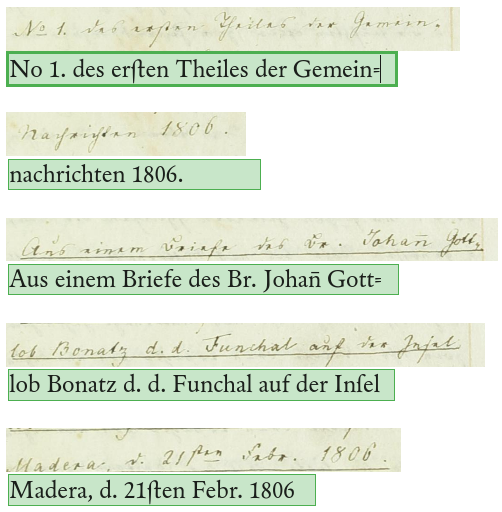 No 1. des erſten Theiles der Gemein-
No 1. des erſten Theiles der Gemein⸗
Nachrichten 1806.
nachrichten 1806.
Aus einem Briefe des Br. Johan̅ Gott⸗
Aus einem Briefe des Br. Johan̅ Gott⸗
lob Bonatz d. d. Funchal auf der Inſel
lob Bonatz d. d. Funchal auf der Inſel
Madera, d. 21ſten Febr. 1806.
Madera, d. 21ſten Febr. 1806